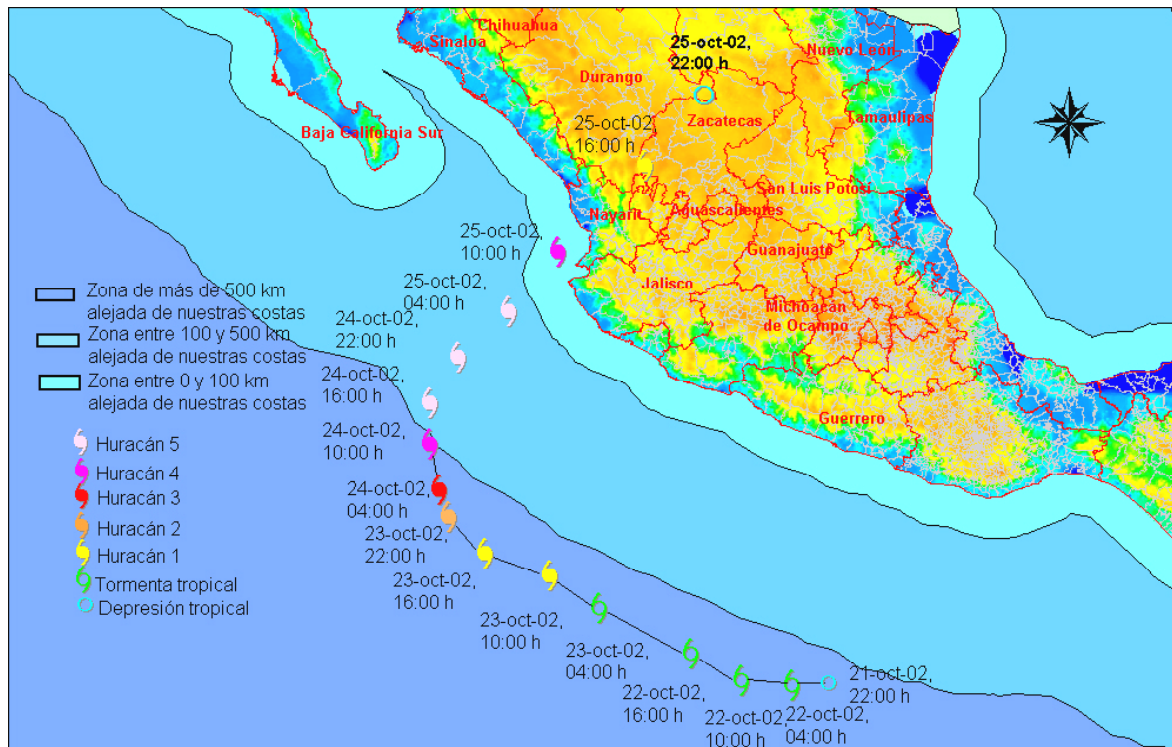 Chihuahua
Sinaloa
25-oct-02,
22:00 h
Nuevo León
Durango
Zacatecas
Tamaulipas
Baja California Sur
25-oct-02,
16:00 h
San Luis Potosí
Nayarit
Aguascalientes
25-oct-02,
10:00 h
Guanajuato
Jalisco
25-oct-02,
04:00 h
Michoacán
de Ocampo
24-oct-02,
22:00 h
Zona de más de 500 km
alejada de nuestras costas
Zona entre 100 y 500 km
alejada de nuestras costas
Zona entre 0 y 100 km
alejada de nuestras costas
24-oct-02,
16:00 h
Guerrero
24-oct-02,
10:00 h
Huracán 5
Huracán 4
Huracán 3
Huracán 2
Huracán 1
Tormenta tropical
Depresión tropical
24-oct-02,
04:00 h
23-oct-02,
22:00 h
23-oct-02,
16:00 h
23-oct-02,
10:00 h
23-oct-02,
04:00 h
22-oct-02,
16:00 h
22-oct-02,
10:00 h
22-oct-02,
04:00 h
21-oct-02,
22:00 h